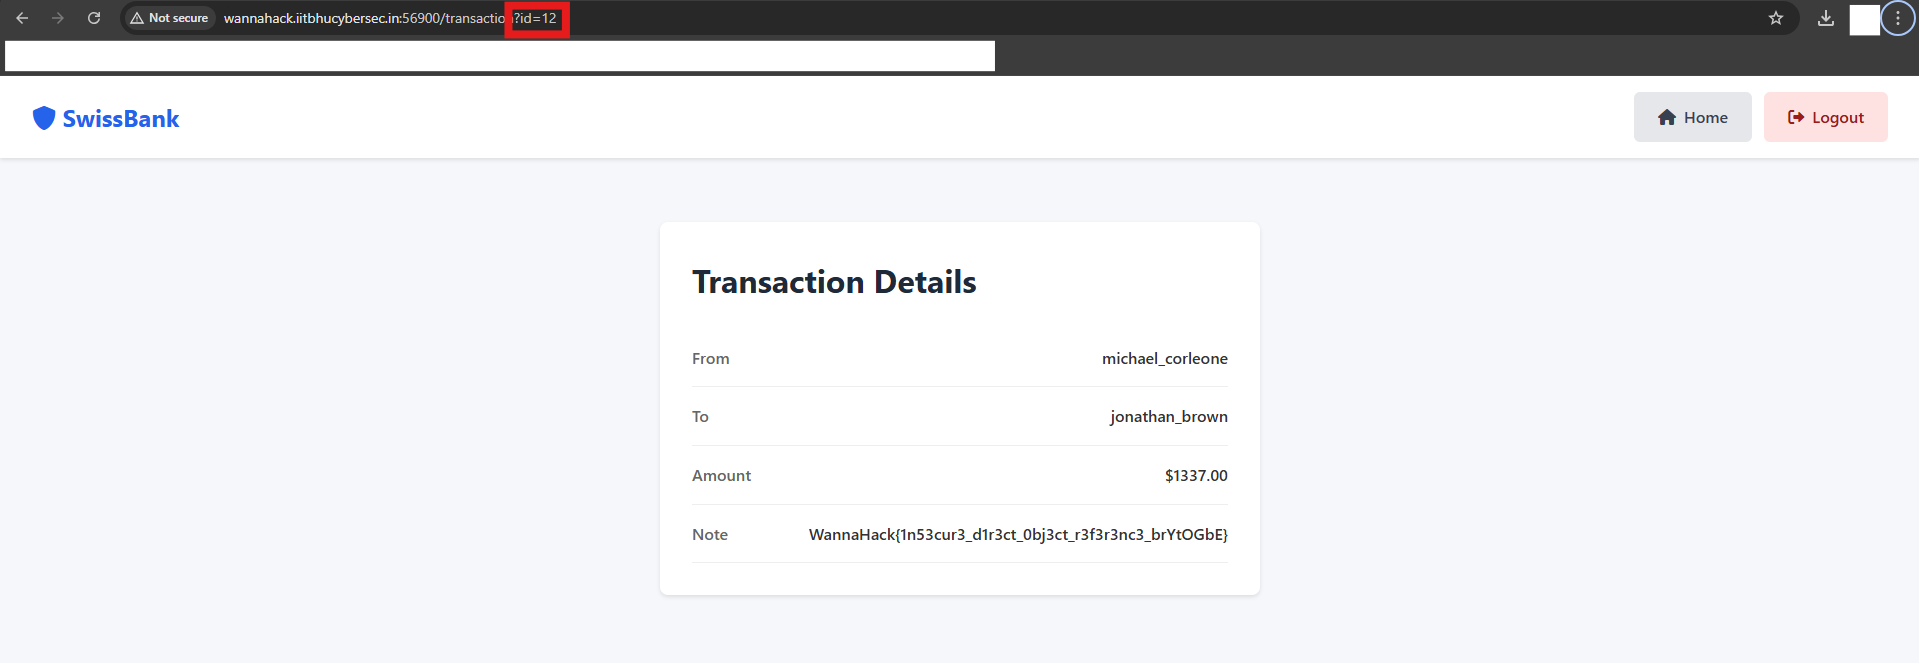 Not secure wannahack.iitbhucybersec.in:56900/transaction?id=12
SwissBank
Home
Logout
Transaction Details
From michael_corleone
To jonathan_brown
Amount $1337.00
Note WannaHack{1n53cur3_d1r3ct_0bj3ct_r3f3r3nc3_brYtOGbE}